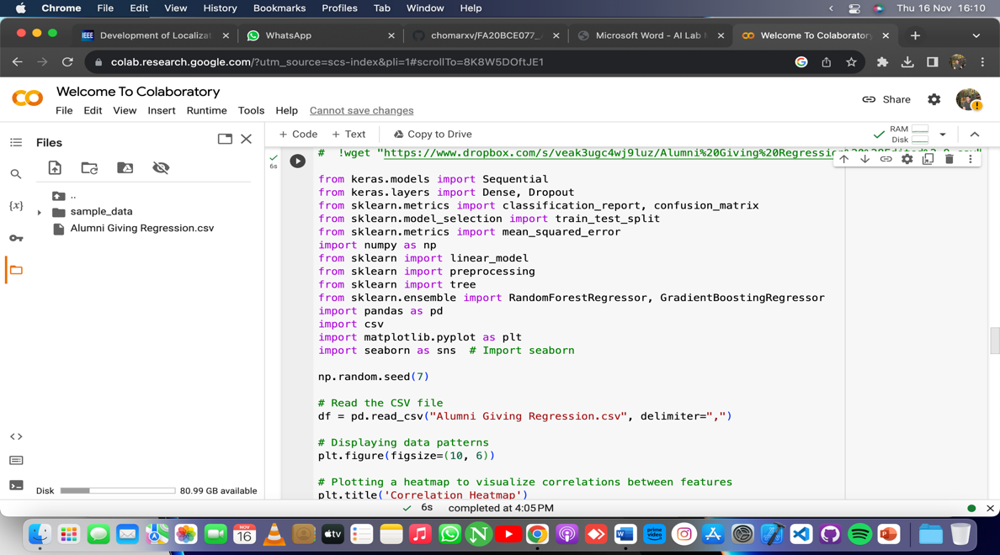 Chrome File Edit View History Bookmarks Profiles Tab Window Help Thu 16 Nov 16:10
IEEE Development of Localizat WhatsApp chomarxv/FA20BCE077_ Microsoft Word - AI Lab M Welcome To Colaboratory
colab.research.google.com/?utm_source=scs-index&pli=1#scrollTo=8K8W5DOftJE1
Welcome To Colaboratory
File Edit View Insert Runtime Tools Help Cannot save changes
Share
Files
+ Code + Text Copy to Drive
RAM
Disk
..
sample_data
Alumni Giving Regression.csv
{x}
Disk 80.99 GB available
6s
# !wget "https://www.dropbox.com/s/veak3ugc4wj9luz/Alumni%20Giving%20Regression
from keras.models import Sequential
from keras.layers import Dense, Dropout
from sklearn.metrics import classification_report, confusion_matrix
from sklearn.model_selection import train_test_split
from sklearn.metrics import mean_squared_error
import numpy as np
from sklearn import linear_model
from sklearn import preprocessing
from sklearn import tree
from sklearn.ensemble import RandomForestRegressor, GradientBoostingRegressor
import pandas as pd
import csv
import matplotlib.pyplot as plt
import seaborn as sns # Import seaborn
np.random.seed(7)
# Read the CSV file
df = pd.read_csv("Alumni Giving Regression.csv", delimiter=",")
# Displaying data patterns
plt.figure(figsize=(10, 6))
# Plotting a heatmap to visualize correlations between features
plt.title('Correlation Heatmap')
6s completed at 4:05 PM
NOV
16
tv
prime video